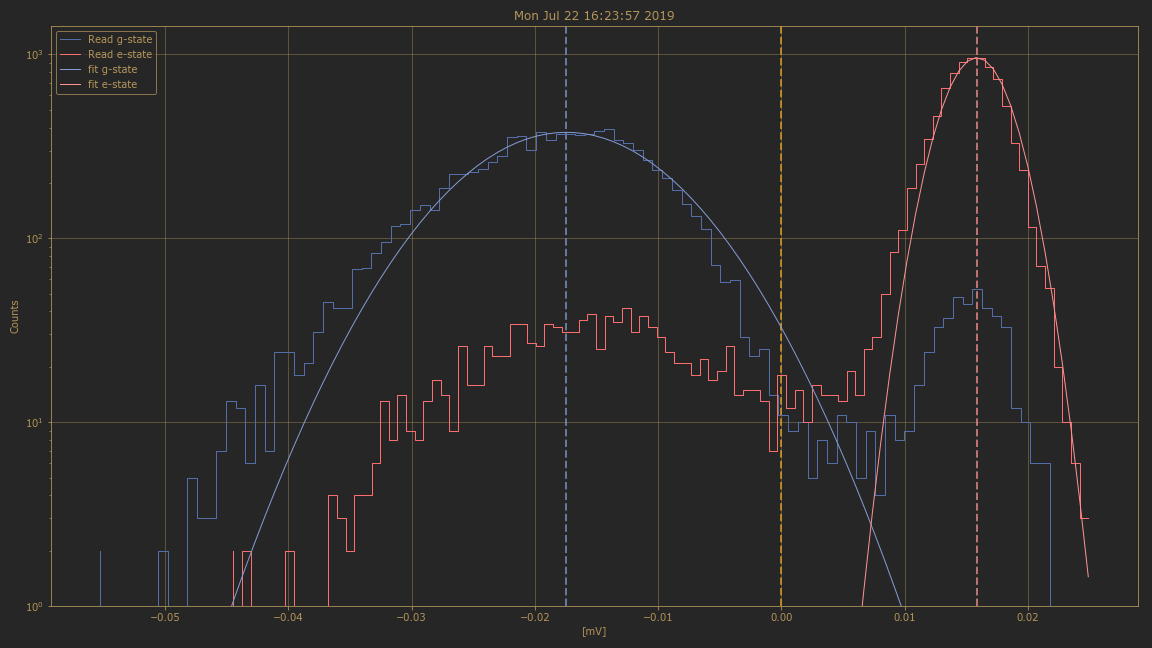 Mon Jul 22 16:23:57 2019
Read g-state
Read e-state
fit g-state
fit e-state
Counts
10³
10²
10¹
10⁰
−0.05 −0.04 −0.03 −0.02 −0.01 0.00 0.01 0.02
[mV]